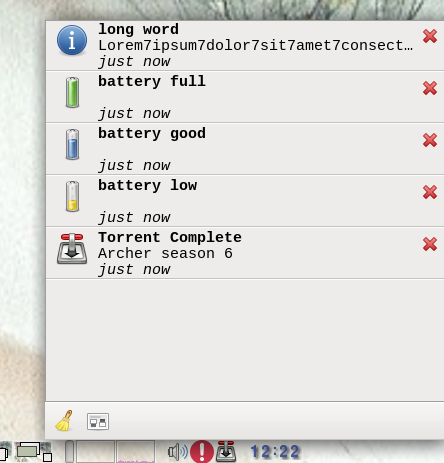 long word
Lorem7ipsum7dolor7sit7amet7consect…
just now
battery full
just now
battery good
just now
battery low
just now
Torrent Complete
Archer season 6
just now
12:22